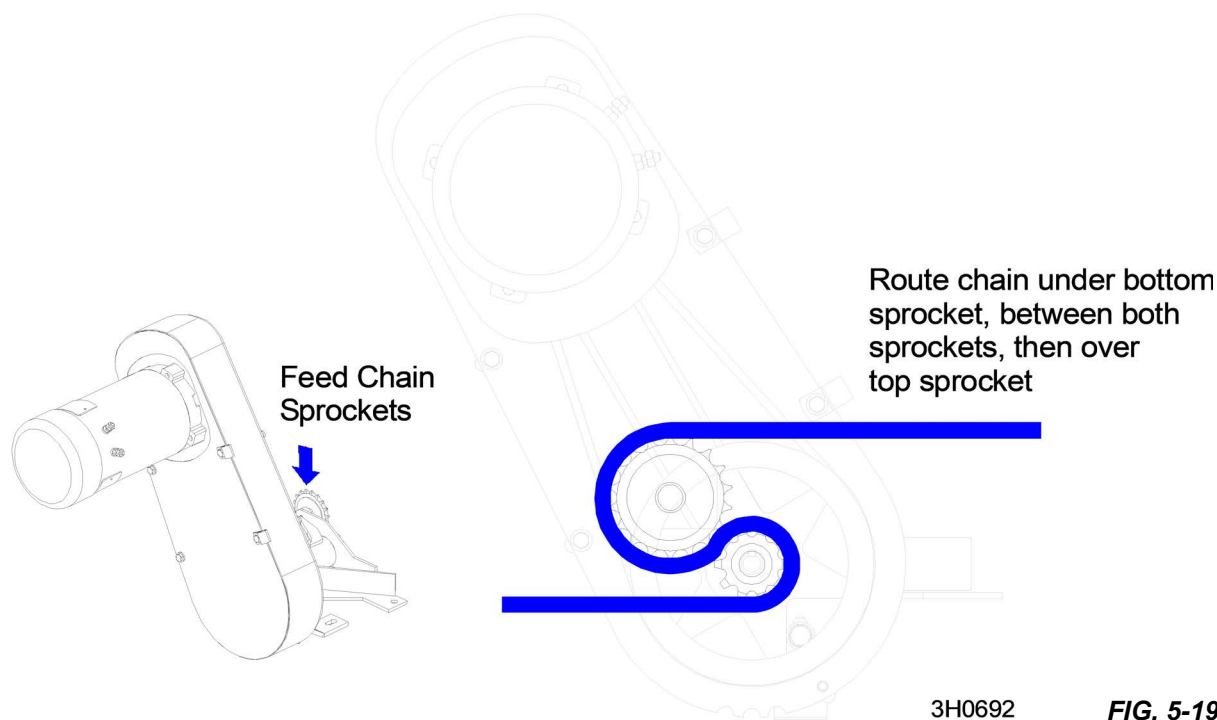 Route chain under bottom
sprocket, between both
sprockets, then over
top sprocket
Feed Chain
Sprockets
3H0692
FIG. 5-19